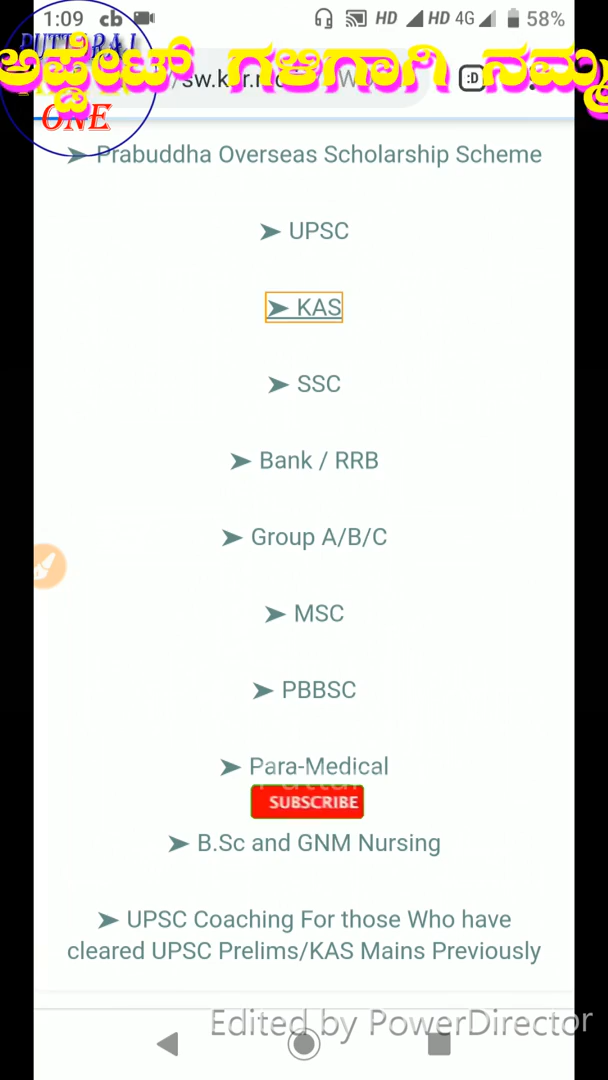 1:09 cb HD HD 4G 58%
PUTTARAJ
ಅಪ್ಡೇಟ್ ಗಳಿಗಾಗಿ ನಮ್ಮ
:D
ONE
➤ Prabuddha Overseas Scholarship Scheme
➤ UPSC
➤ KAS
➤ SSC
➤ Bank / RRB
➤ Group A/B/C
➤ MSC
➤ PBBSC
➤ Para-Medical
SUBSCRIBE
➤ B.Sc and GNM Nursing
➤ UPSC Coaching For those Who have
cleared UPSC Prelims/KAS Mains Previously
Edited by PowerDirector